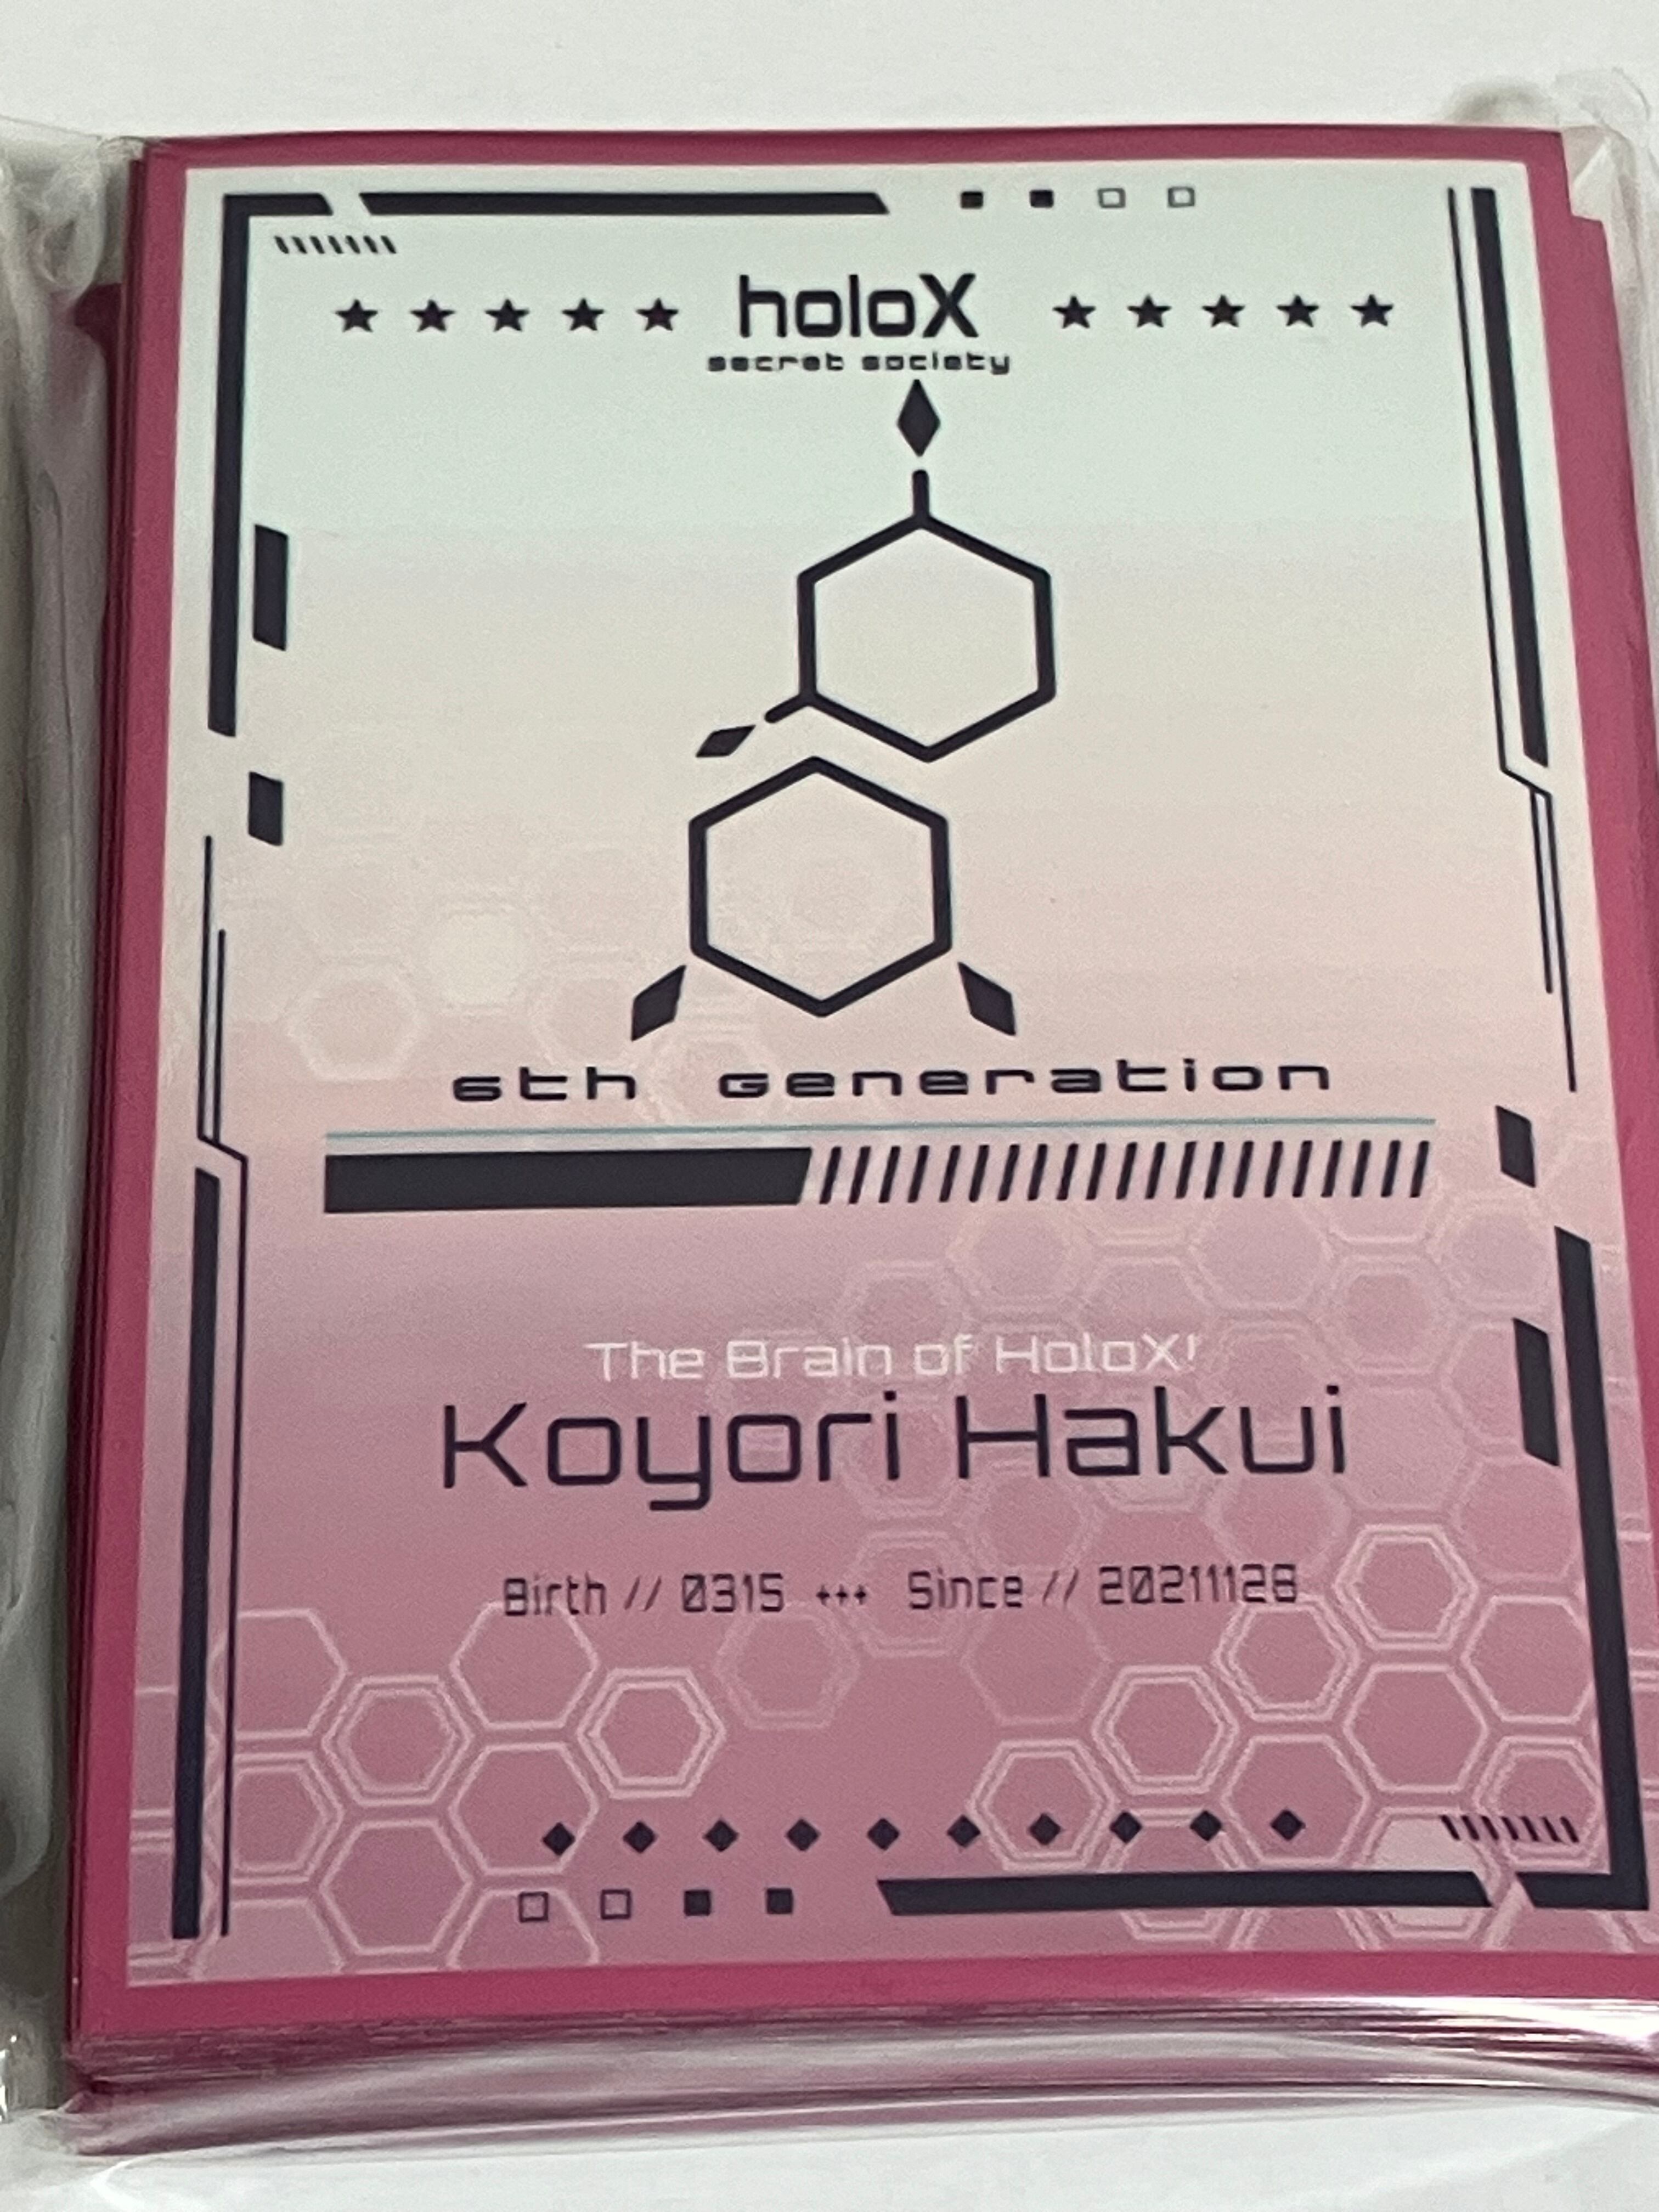 holoX
secret society
6th Generation
The Brain of HoloX!
Koyori Hakui
Birth // 0315 +++ Since // 20211128